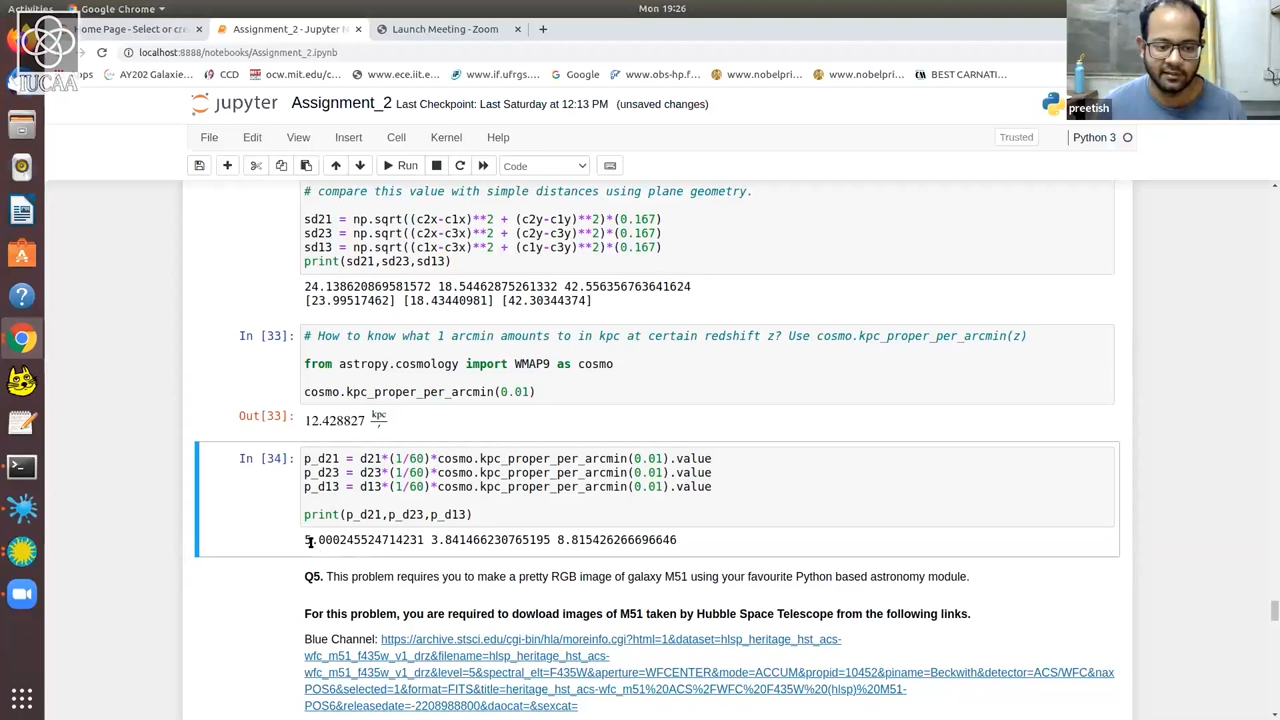 Activities
Google Chrome
Mon 19:26
Home Page - Select or cre
Assignment_2 - Jupyter N
Launch Meeting - Zoom
localhost:8888/notebooks/Assignment_2.ipynb
AY202 Galaxie
CCD
ocw.mit.edu/c
www.ece.iit.e
www.if.ufrgs.
Google
www.obs-hp.f
www.nobelpri
www.nobelpri
BEST CARNATI
IUCAA
preetish
jupyter
Assignment_2 Last Checkpoint: Last Saturday at 12:13 PM (unsaved changes)
File Edit View Insert Cell Kernel Help
Trusted
Python 3
Run
Code
# compare this value with simple distances using plane geometry.
sd21 = np.sqrt((c2x-c1x)**2 + (c2y-c1y)**2)*(0.167)
sd23 = np.sqrt((c2x-c3x)**2 + (c2y-c3y)**2)*(0.167)
sd13 = np.sqrt((c1x-c3x)**2 + (c1y-c3y)**2)*(0.167)
print(sd21,sd23,sd13)
24.138620869581572 18.54462875261332 42.556356763641624
[23.99517462] [18.43440981] [42.30344374]
In [33]:
# How to know what 1 arcmin amounts to in kpc at certain redshift z? Use cosmo.kpc_proper_per_arcmin(z)
from astropy.cosmology import WMAP9 as cosmo
cosmo.kpc_proper_per_arcmin(0.01)
Out[33]:
12.428827 kpc/′
In [34]:
p_d21 = d21*(1/60)*cosmo.kpc_proper_per_arcmin(0.01).value
p_d23 = d23*(1/60)*cosmo.kpc_proper_per_arcmin(0.01).value
p_d13 = d13*(1/60)*cosmo.kpc_proper_per_arcmin(0.01).value
print(p_d21,p_d23,p_d13)
5.000245524714231 3.841466230765195 8.815426266696646
Q5. This problem requires you to make a pretty RGB image of galaxy M51 using your favourite Python based astronomy module.
For this problem, you are required to dowload images of M51 taken by Hubble Space Telescope from the following links.
Blue Channel: https://archive.stsci.edu/cgi-bin/hla/moreinfo.cgi?html=1&dataset=hlsp_heritage_hst_acs-
wfc_m51_f435w_v1_drz&filename=hlsp_heritage_hst_acs-
wfc_m51_f435w_v1_drz&level=5&spectral_elt=F435W&aperture=WFCENTER&mode=ACCUM&propid=10452&piname=Beckwith&detector=ACS/WFC&nax
POS6&selected=1&format=FITS&title=heritage_hst_acs-wfc_m51%20ACS%2FWFC%20F435W%20(hlsp)%20M51-
POS6&releasedate=-2208988800&daocat=&sexcat=